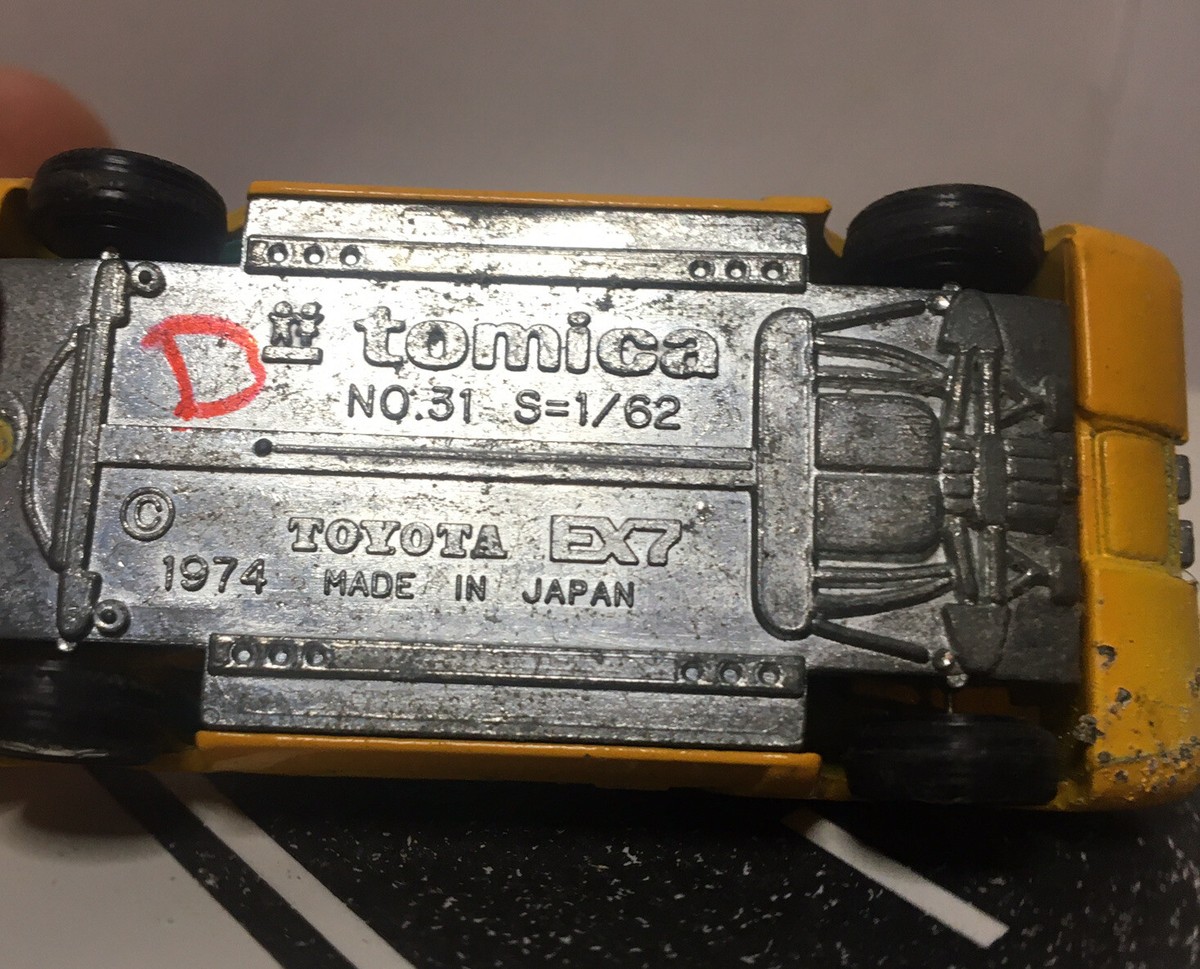 D tomica
NO.31 S=1/62
© TOYOTA EX7
1974 MADE IN JAPAN